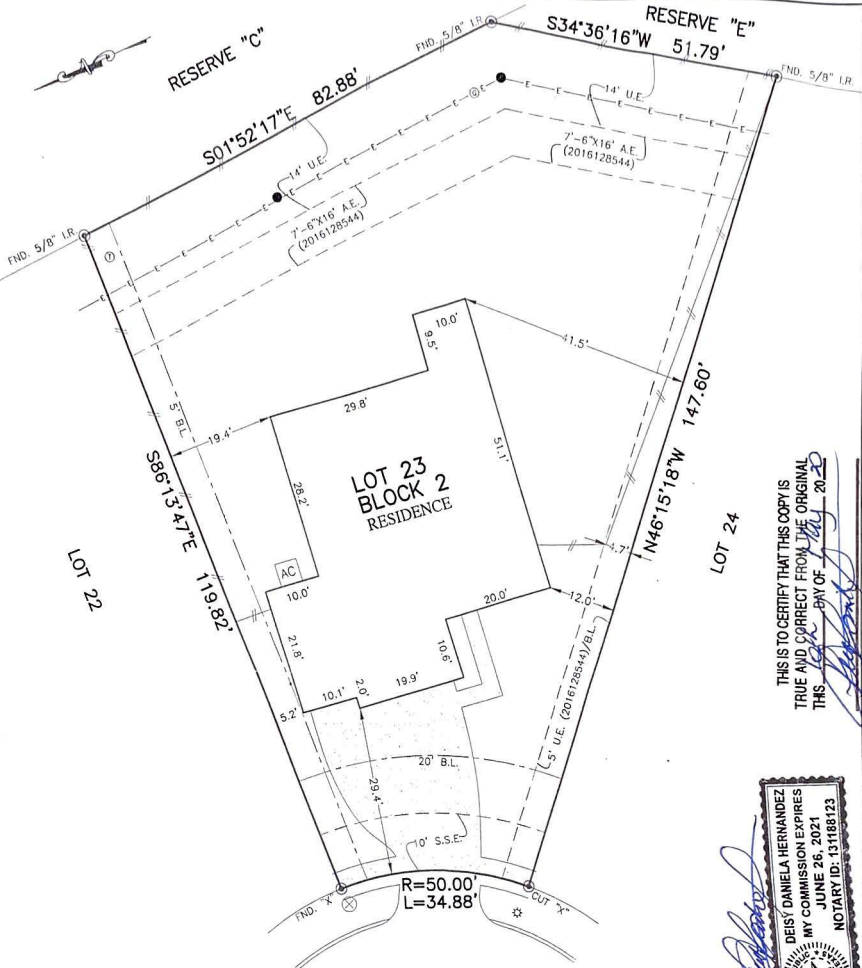 RESERVE "E"
S34°36'16"W 51.79'
FND. 5/8" I.R.
FND. 5/8" I.R.
RESERVE "C"
S01°52'17"E 82.88'
14' U.E.
7'-6"X16' A.E.
(2016128544)
14' U.E.
7'-6"X16' A.E.
(2016128544)
FND. 5/8" I.R.
E
G
T
10.0'
9.5'
41.5'
29.8'
5' B.L.
19.4'
51.1'
N46°15'18"W 147.60'
S86°13'47"E 119.82'
28.2'
LOT 23
BLOCK 2
RESIDENCE
LOT 22
LOT 24
AC
10.0'
4.7'
20.0'
12.0'
21.8'
10.6'
10.1'
2.0'
19.9'
5.2'
5' U.E. (2016128544)/B.L.
20' B.L.
29.4'
10' S.S.E.
R=50.00'
L=34.88'
FND. "X"
CUT "X"
THIS IS TO CERTIFY THAT THIS COPY IS
TRUE AND CORRECT FROM THE ORIGINAL
THIS DAY OF May 2020
DEISY DANIELA HERNANDEZ
MY COMMISSION EXPIRES
JUNE 26, 2021
NOTARY ID: 131188123